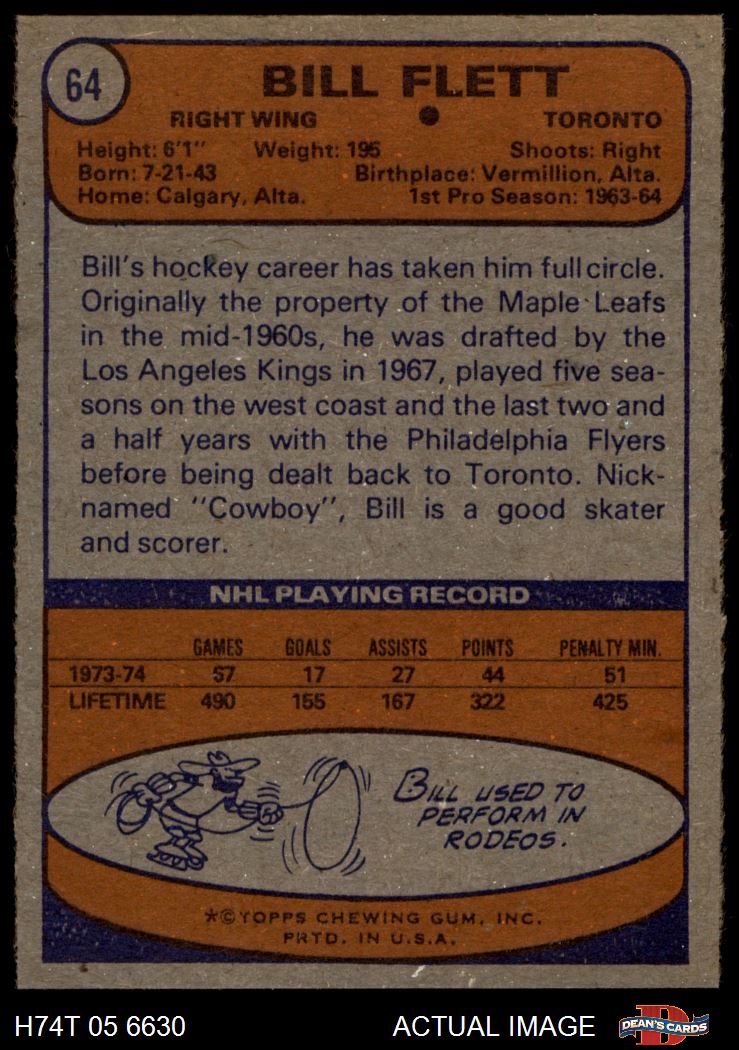 64
BILL FLETT
RIGHT WING • TORONTO
Height: 6'1" Weight: 195 Shoots: Right
Born: 7-21-43 Birthplace: Vermillion, Alta.
Home: Calgary, Alta. 1st Pro Season: 1963-64
Bill's hockey career has taken him full circle.
Originally the property of the Maple Leafs
in the mid-1960s, he was drafted by the
Los Angeles Kings in 1967, played five sea-
sons on the west coast and the last two and
a half years with the Philadelphia Flyers
before being dealt back to Toronto. Nick-
named "Cowboy", Bill is a good skater
and scorer.
NHL PLAYING RECORD
GAMES GOALS ASSISTS POINTS PENALTY MIN.
1973-74 57 17 27 44 51
LIFETIME 490 155 167 322 425
BILL USED TO
PERFORM IN
RODEOS.
*© TOPPS CHEWING GUM, INC.
PRTD. IN U.S.A.
H74T 05 6630 ACTUAL IMAGE D DEAN'S CARDS